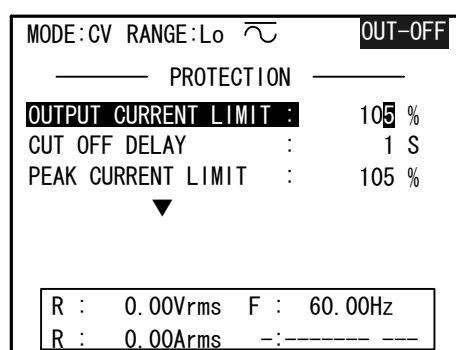 MODE:CV RANGE:Lo OUT-OFF
PROTECTION
OUTPUT CURRENT LIMIT : 105 %
CUT OFF DELAY : 1 S
PEAK CURRENT LIMIT : 105 %
▼
R : 0.00Vrms F : 60.00Hz
R : 0.00Arms -:------- ---